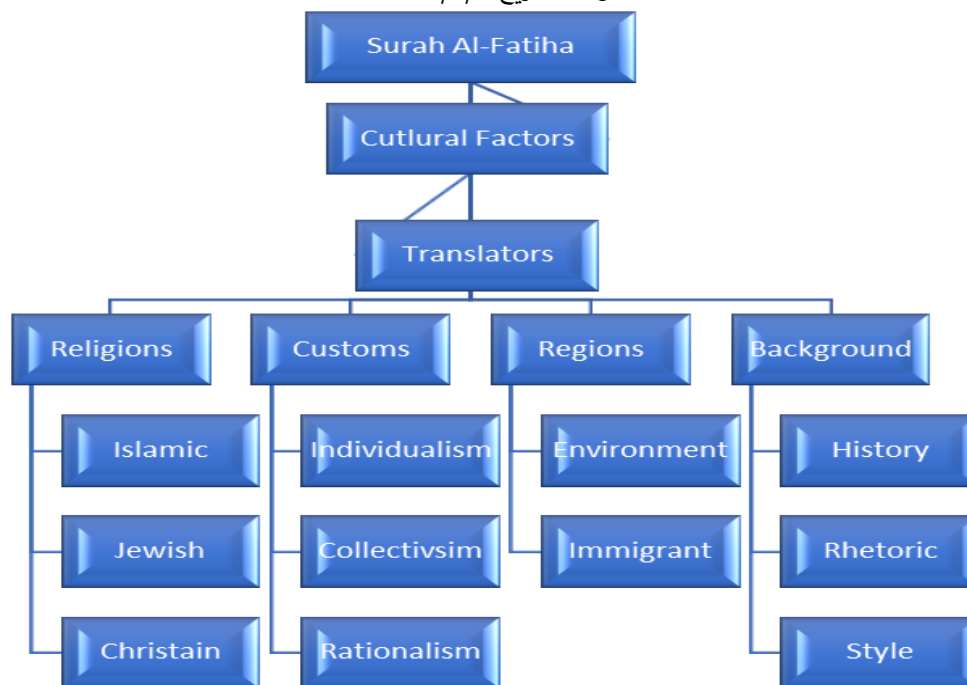 Surah Al-Fatiha
Cutlural Factors
Translators
Religions
Customs
Regions
Background
Islamic
Individualism
Environment
History
Jewish
Collectivsim
Immigrant
Rhetoric
Christain
Rationalism
Style